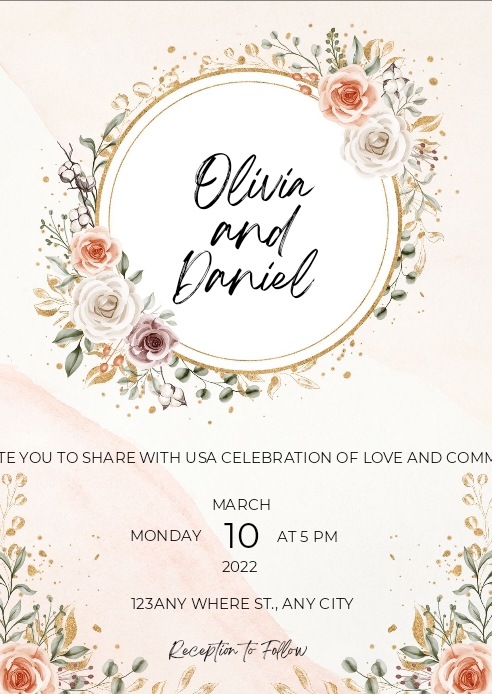 Olivia
and
Daniel
TE YOU TO SHARE WITH USA CELEBRATION OF LOVE AND COMM
MARCH
MONDAY 10 AT 5 PM
2022
123ANY WHERE ST., ANY CITY
Reception to Follow